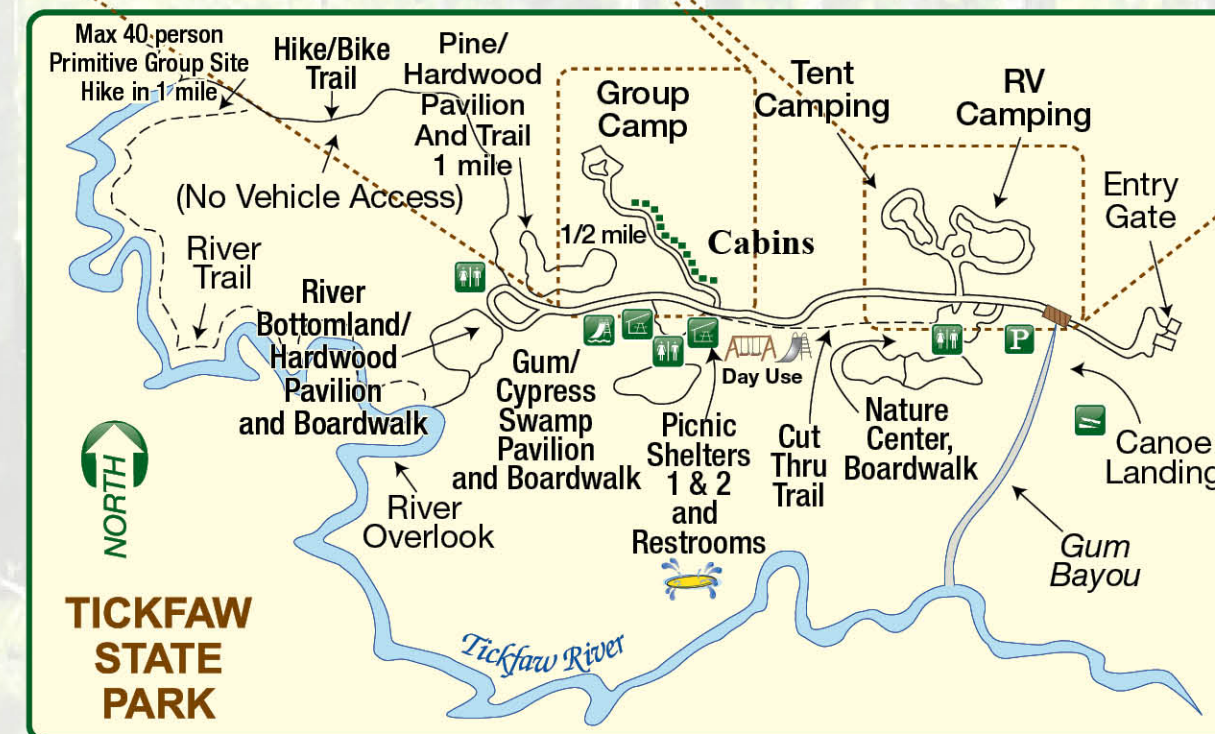 Max 40 person
Primitive Group Site
Hike in 1 mile
Hike/Bike
Trail
(No Vehicle Access)
Pine/
Hardwood
Pavilion
And Trail
1 mile
Group
Camp
Tent
Camping
RV
Camping
Entry
Gate
1/2 mile
Cabins
River
Trail
River
Bottomland/
Hardwood
Pavilion
and Boardwalk
Gum/
Cypress
Swamp
Pavilion
and Boardwalk
Day Use
Picnic
Shelters
1 & 2
and
Restrooms
Cut
Thru
Trail
Nature
Center,
Boardwalk
P
Canoe
Landing
Gum
Bayou
River
Overlook
NORTH
Tickfaw River
TICKFAW
STATE
PARK